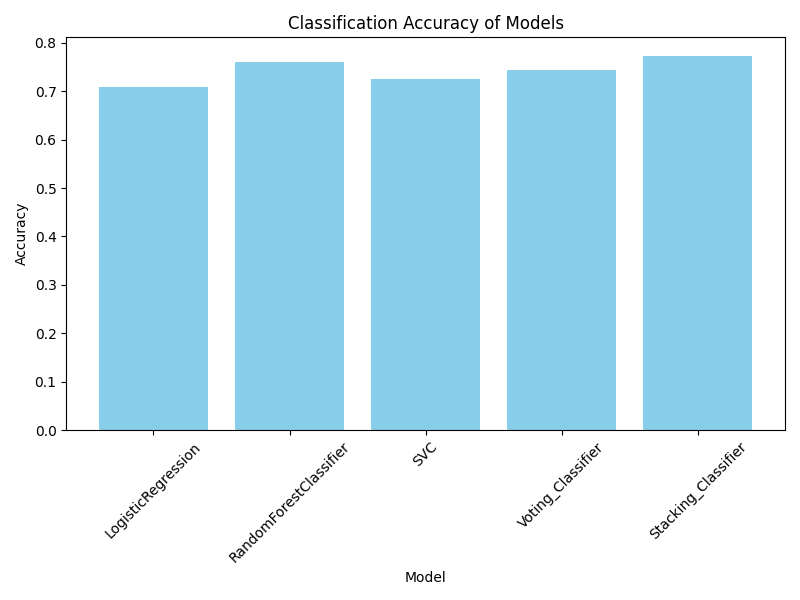 Classification Accuracy of Models
Accuracy
0.8
0.7
0.6
0.5
0.4
0.3
0.2
0.1
0.0
LogisticRegression
RandomForestClassifier
SVC
Voting_Classifier
Stacking_Classifier
Model